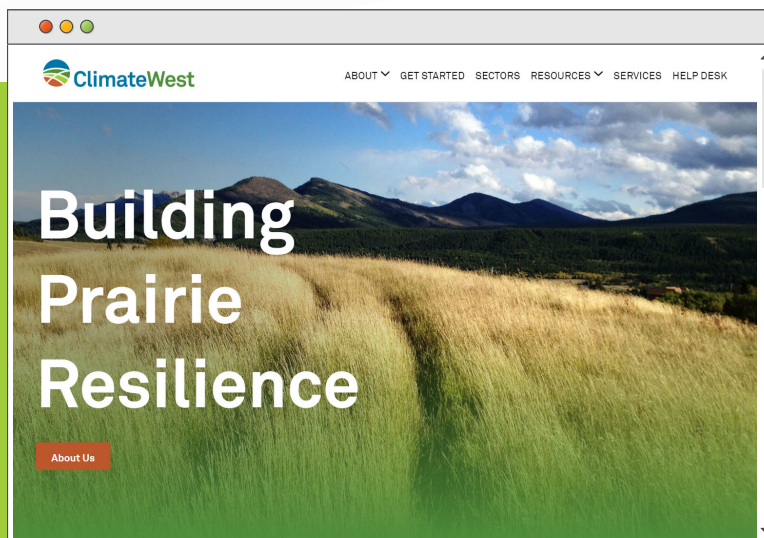 ClimateWest
ABOUT GET STARTED SECTORS RESOURCES SERVICES HELP DESK
Building
Prairie
Resilience
About Us